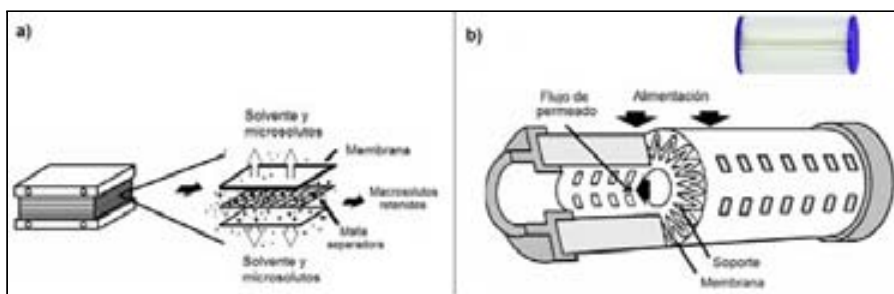 a)
Solvente y
microsolutos
Membrana
Macrosolutos
retenidos
Malla
separadora
Solvente y
microsolutos
b)
Flujo de
permeado
Alimentación
Soporte
Membrana